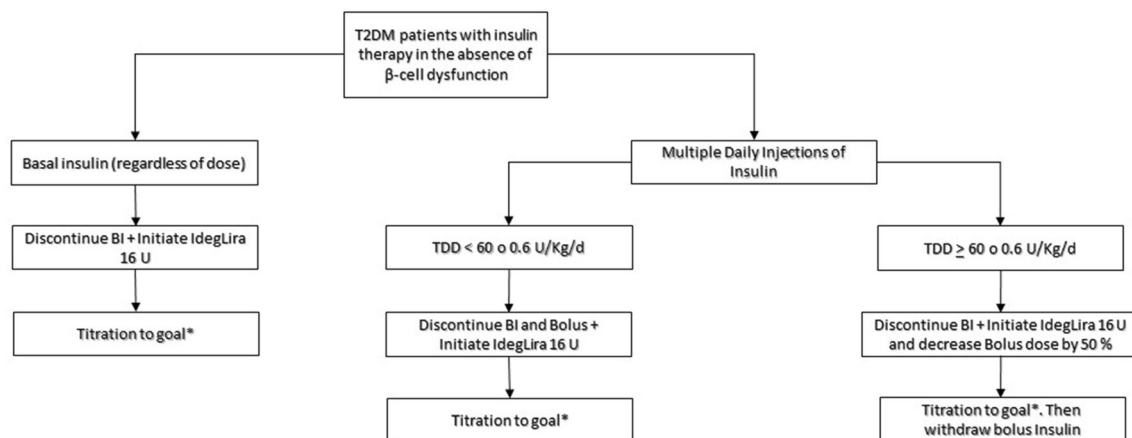 T2DM patients with insulin
therapy in the absence of
β-cell dysfunction
Basal insulin (regardless of dose)
Multiple Daily Injections of
Insulin
Discontinue BI + Initiate IdegLira
16 U
TDD < 60 o 0.6 U/Kg/d
TDD ≥ 60 o 0.6 U/Kg/d
Titration to goal*
Discontinue BI and Bolus +
Initiate IdegLira 16 U
Discontinue BI + Initiate IdegLira 16 U
and decrease Bolus dose by 50 %
Titration to goal*
Titration to goal*. Then
withdraw bolus Insulin